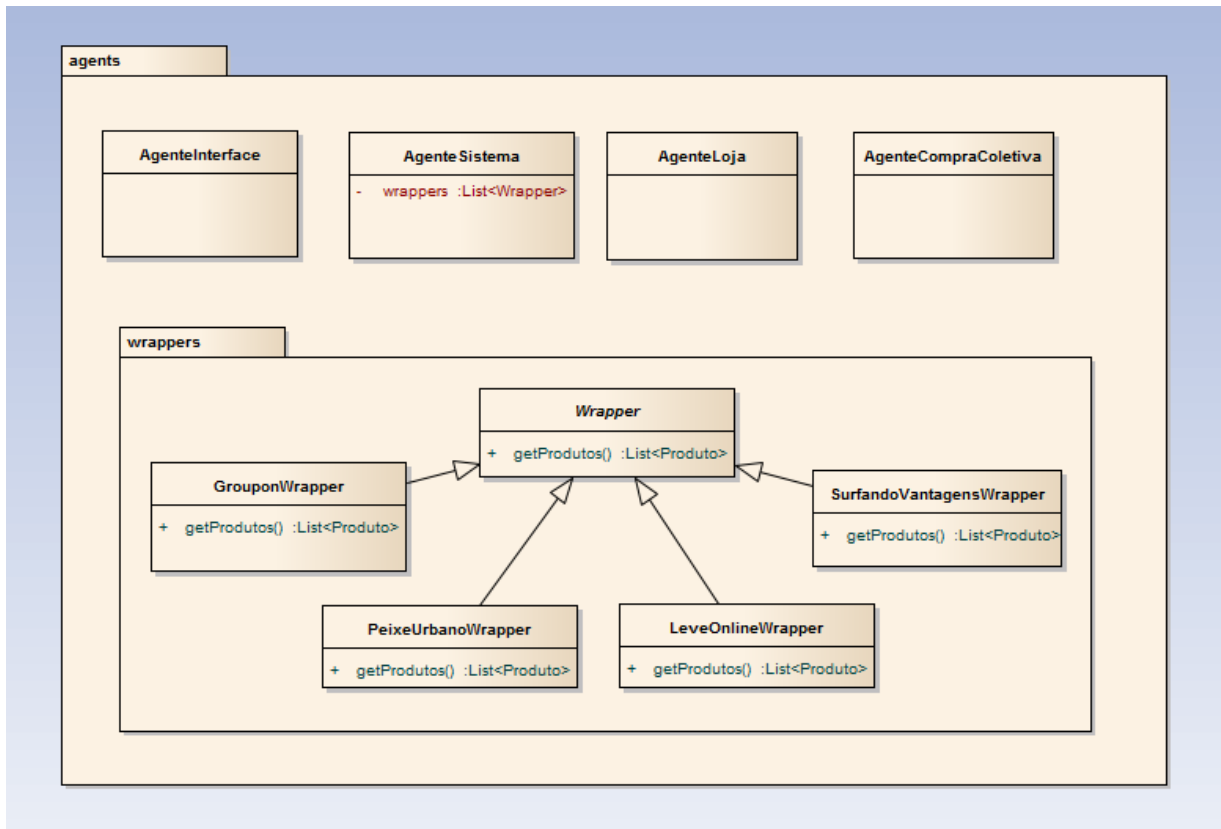 agents
AgenteInterface
AgenteSistema
- wrappers :List<Wrapper>
AgenteLoja
AgenteCompraColetiva
wrappers
Wrapper
+ getProdutos() :List<Produto>
GrouponWrapper
+ getProdutos() :List<Produto>
SurfandoVantagensWrapper
+ getProdutos() :List<Produto>
PeixeUrbanoWrapper
+ getProdutos() :List<Produto>
LeveOnlineWrapper
+ getProdutos() :List<Produto>